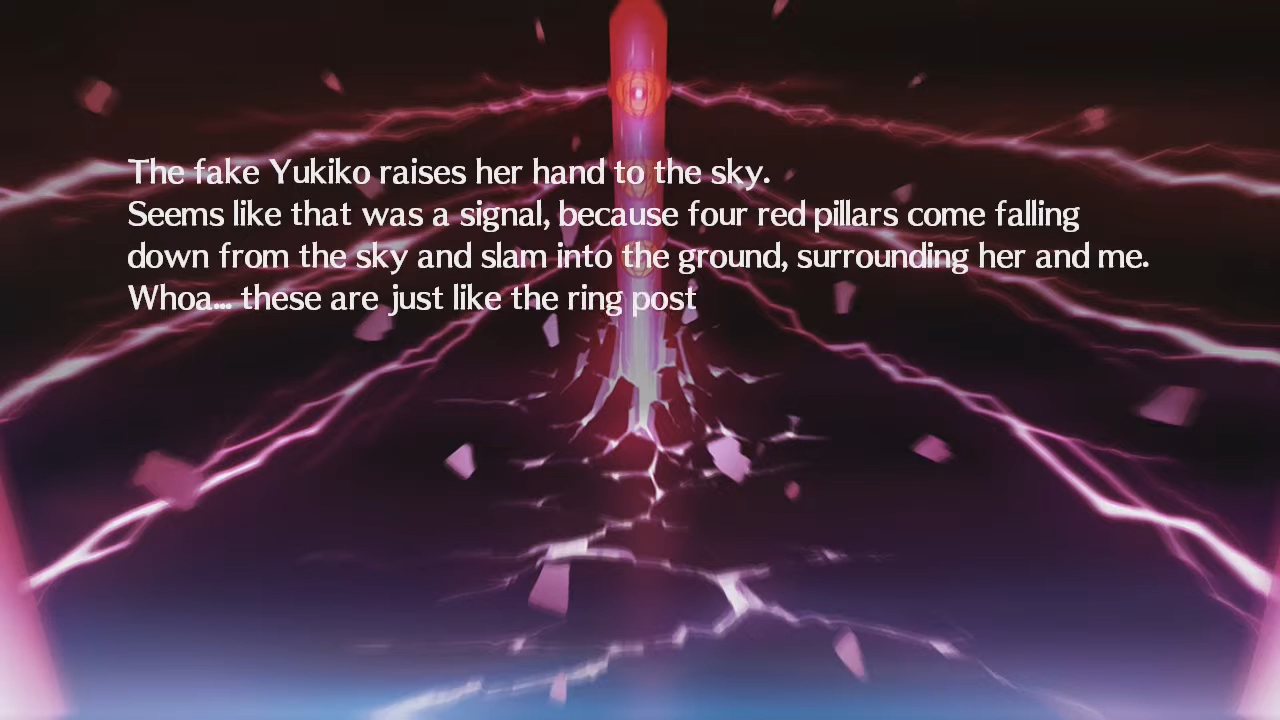 The fake Yukiko raises her hand to the sky.
Seems like that was a signal, because four red pillars come falling
down from the sky and slam into the ground, surrounding her and me.
Whoa... these are just like the ring post